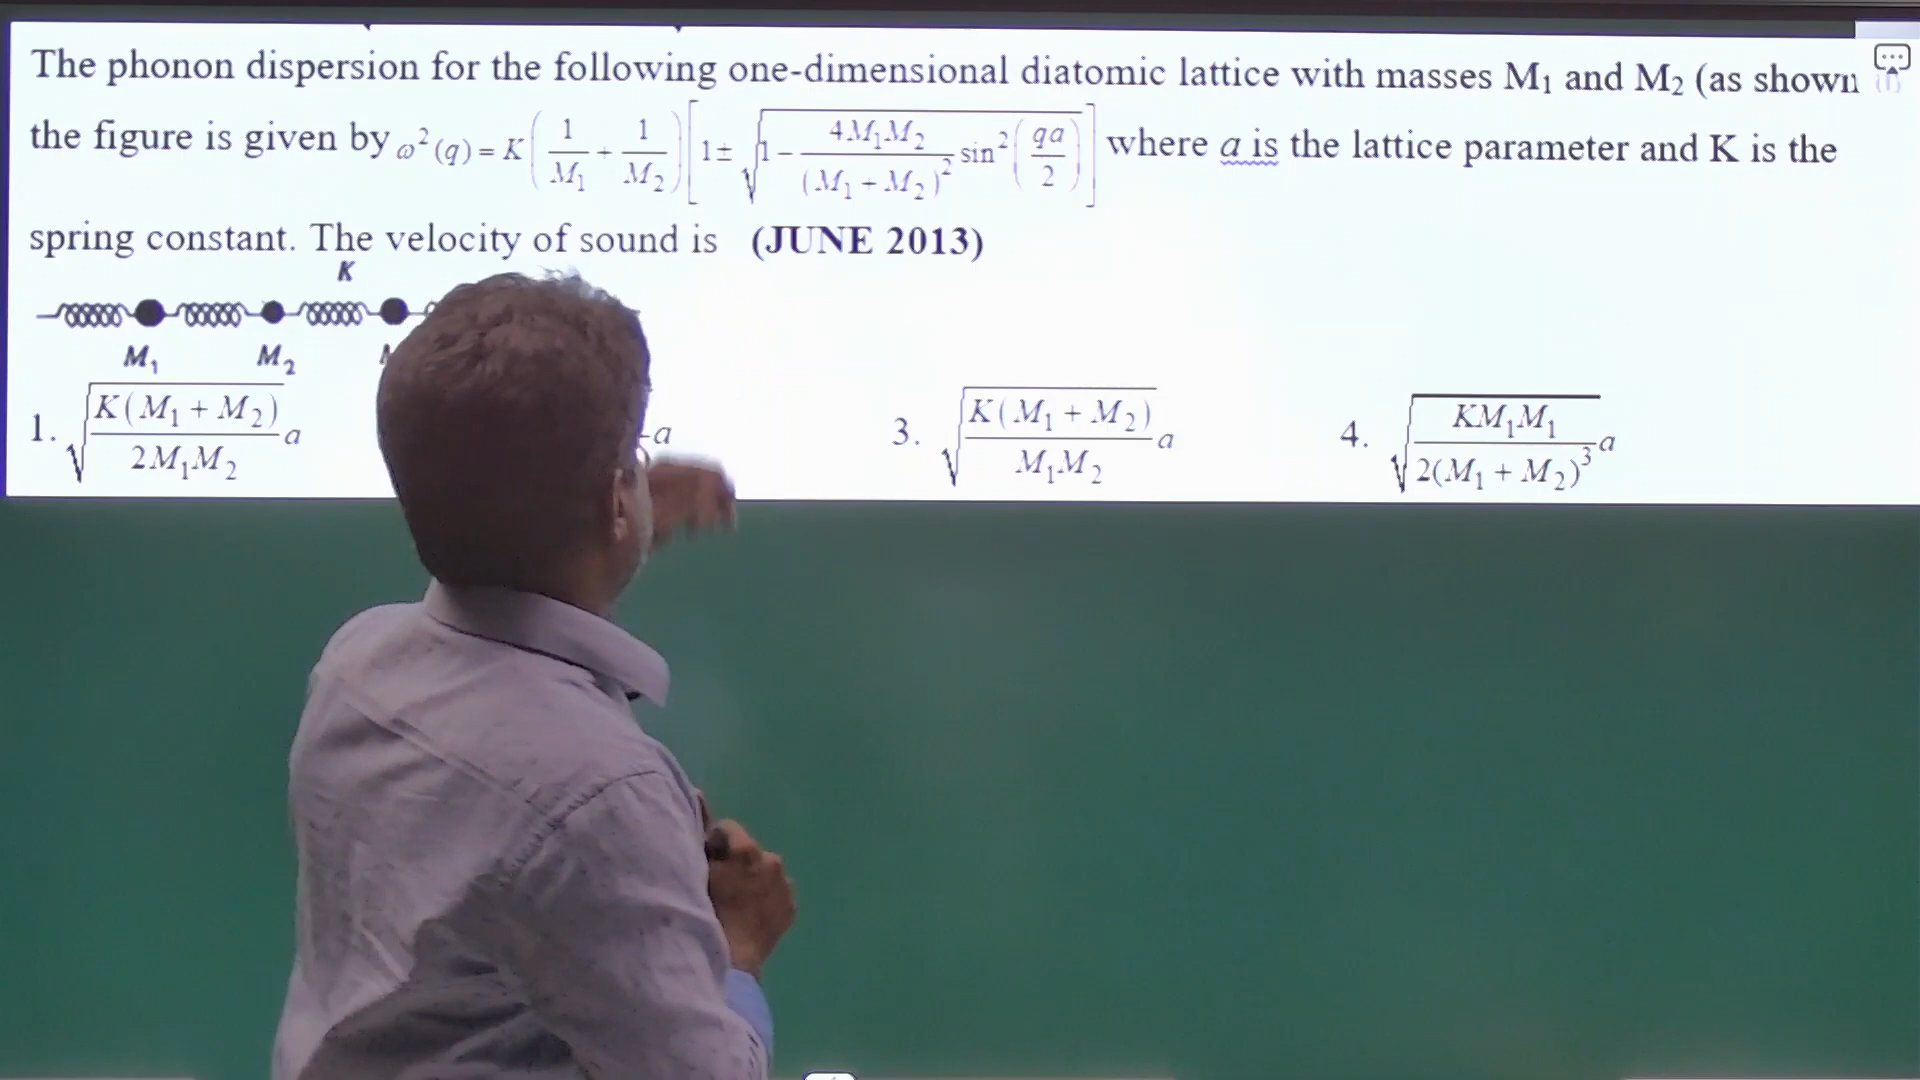 The phonon dispersion for the following one-dimensional diatomic lattice with masses M₁ and M₂ (as shown
the figure is given by ω²(q) = K(1/M₁ + 1/M₂)[1 ± √(1 − 4M₁M₂/(M₁ + M₂)² sin²(qa/2))] where a is the lattice parameter and K is the
spring constant. The velocity of sound is (JUNE 2013)
K
M₁ M₂
1. √(K(M₁ + M₂)/2M₁M₂) a
a
3. √(K(M₁ + M₂)/M₁M₂) a
4. √(KM₁M₁/2(M₁ + M₂)³) a